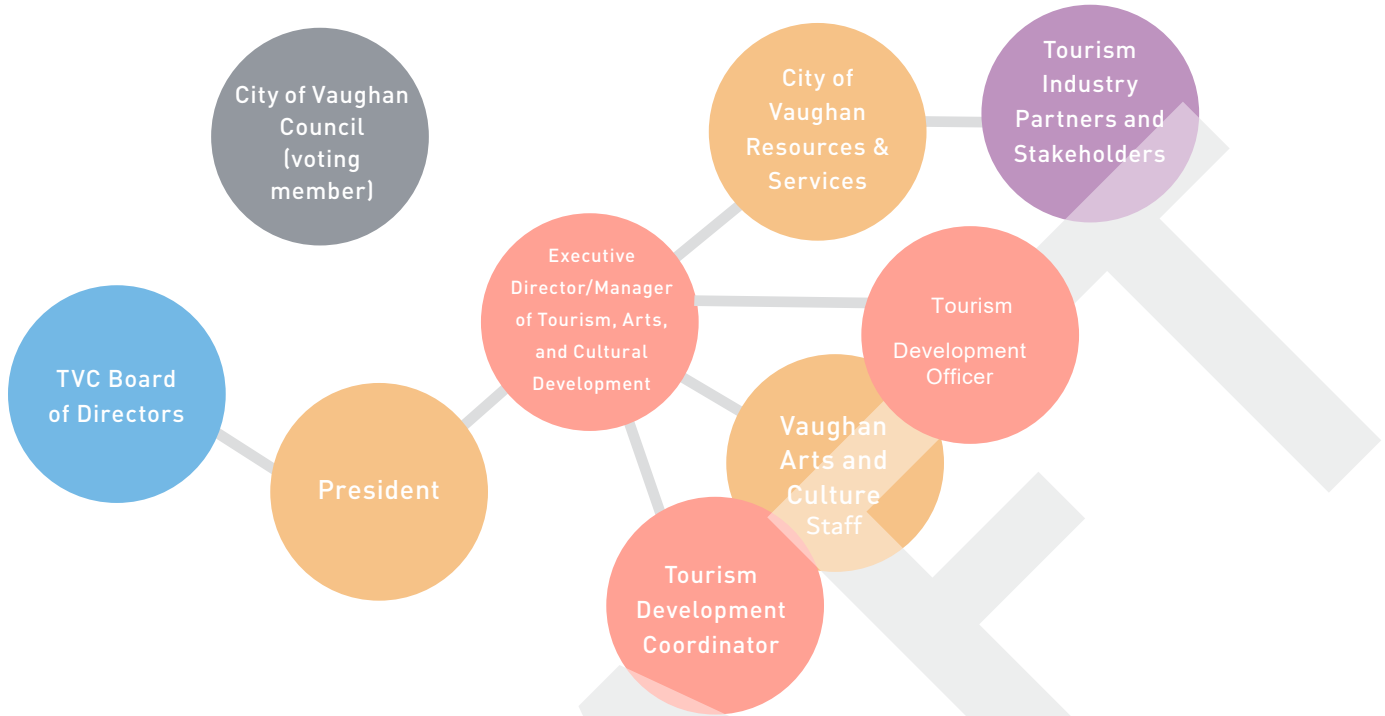 City of Vaughan
Council
(voting
member)
City of
Vaughan
Resources &
Services
Tourism
Industry
Partners and
Stakeholders
Executive
Director/Manager
of Tourism, Arts,
and Cultural
Development
Tourism
Development
Officer
TVC Board
of Directors
President
Vaughan
Arts and
Culture
Staff
Tourism
Development
Coordinator